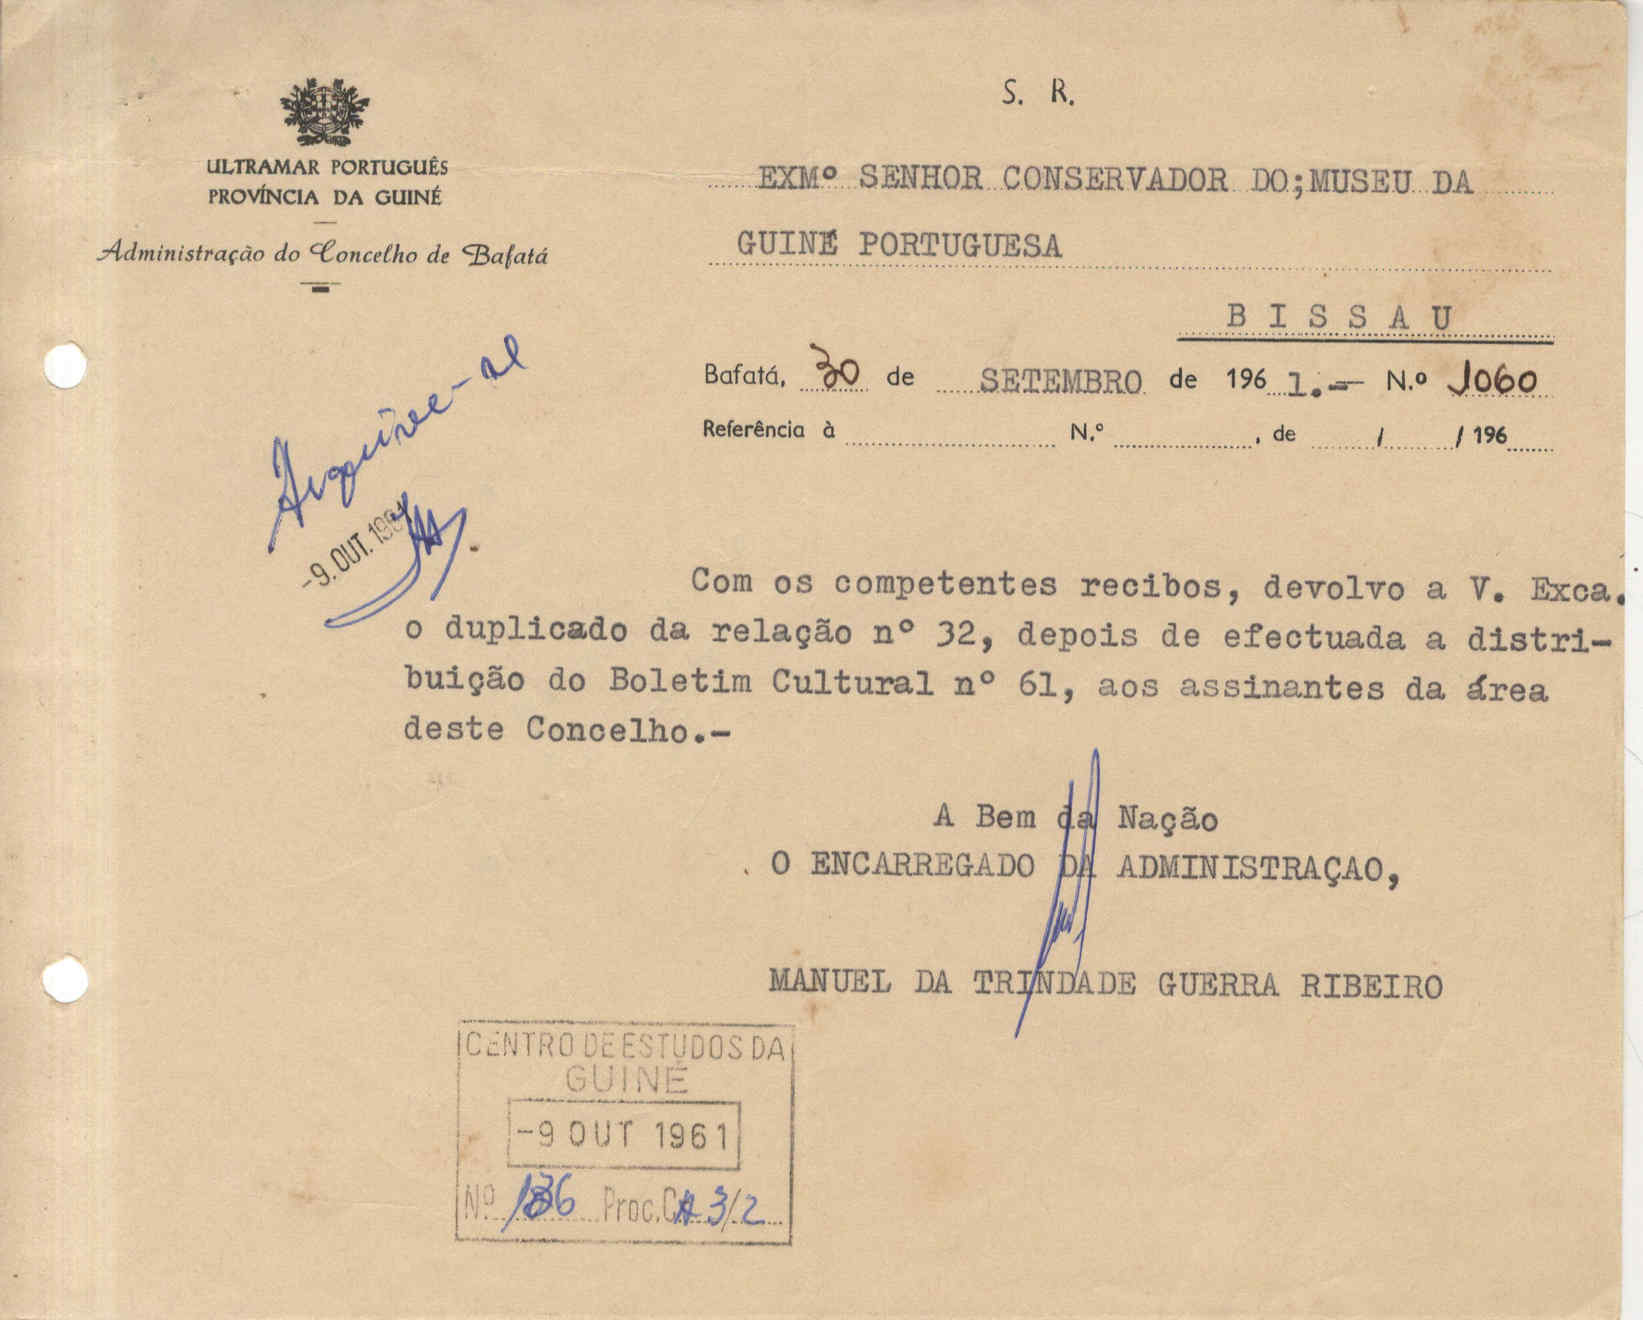 S. R.
ULTRAMAR PORTUGUÊS
PROVÍNCIA DA GUINÉ
Administração do Concelho de Bafatá
EXMº SENHOR CONSERVADOR DO;MUSEU DA
GUINÉ PORTUGUESA
B I S S A U
Bafatá, 30 de SETEMBRO de 196 1.- N.º 1060
Referência à N.º , de / / 196
Arquive-se
-9. OUT. 1961
Com os competentes recibos, devolvo a V. Exca.
o duplicado da relação nº 32, depois de efectuada a distri-
buição do Boletim Cultural nº 61, aos assinantes da área
deste Concelho.-
A Bem da Nação
O ENCARREGADO DA ADMINISTRAÇAO,
MANUEL DA TRINDADE GUERRA RIBEIRO
CENTRO DE ESTUDOS DA
GUINÉ
-9 OUT 1961
Nº Proc. 3/2